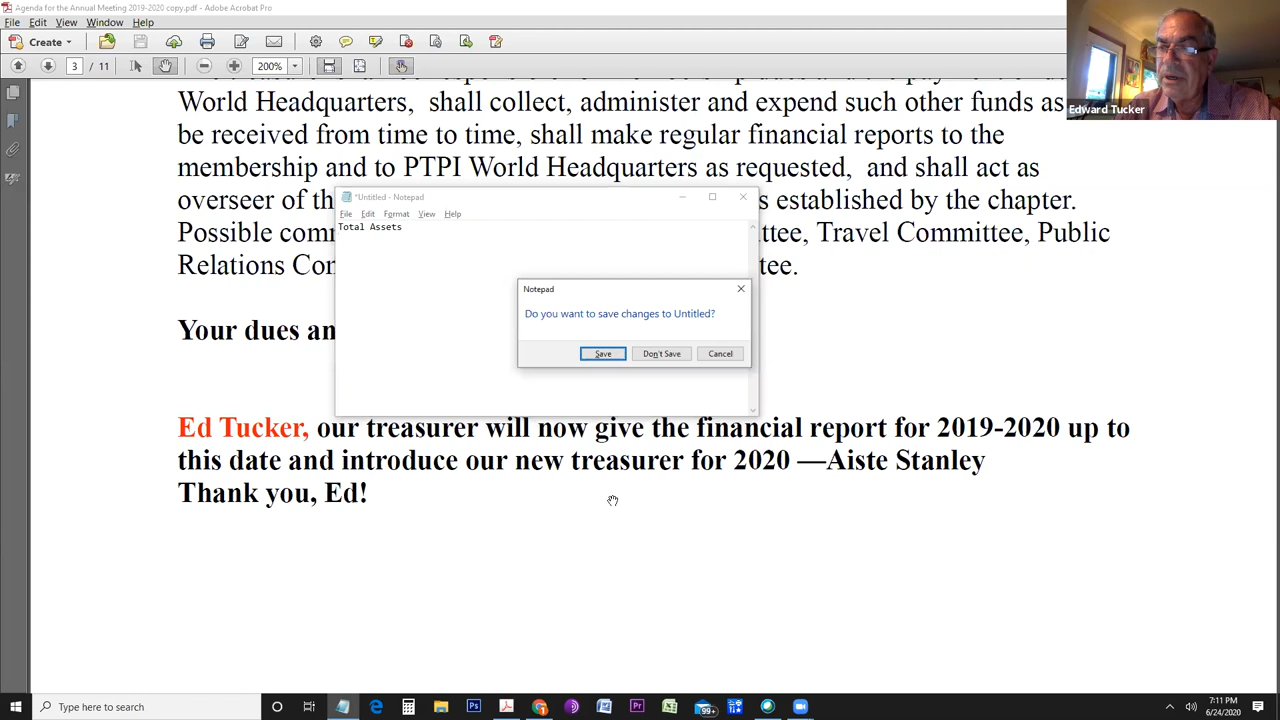 Agenda for the Annual Meeting 2019-2020 copy.pdf - Adobe Acrobat Pro
File Edit View Window Help
Create
3 / 11 200%
Edward Tucker
World Headquarters, shall collect, administer and expend such other funds as
be received from time to time, shall make regular financial reports to the
membership and to PTPI World Headquarters as requested, and shall act as
overseer of th s established by the chapter.
Possible com ttee, Travel Committee, Public
Relations Con tee.
*Untitled - Notepad
File Edit Format View Help
Total Assets
Notepad
Do you want to save changes to Untitled?
Save Don't Save Cancel
Your dues an
Ed Tucker, our treasurer will now give the financial report for 2019-2020 up to
this date and introduce our new treasurer for 2020 —Aiste Stanley
Thank you, Ed!
Type here to search
99+
7:11 PM
6/24/2020